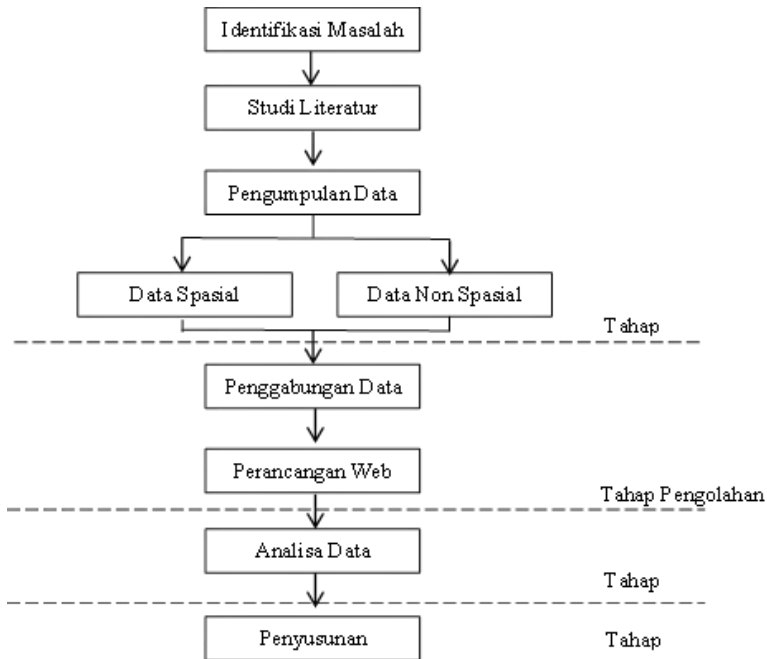 Identifikasi Masalah
Studi Literatur
Pengumpulan Data
Data Spasial
Data Non Spasial
Tahap
Penggabungan Data
Perancangan Web
Tahap Pengolahan
Analisa Data
Tahap
Penyusunan
Tahap